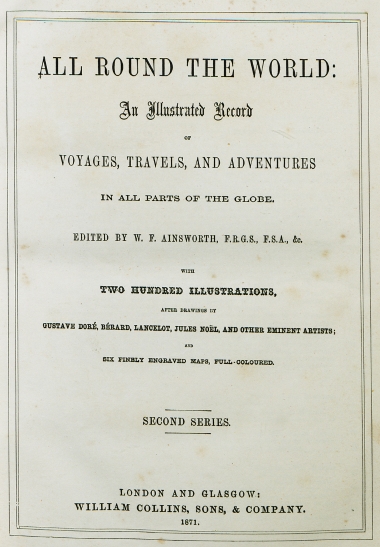 ALL ROUND THE WORLD:
An Illustrated Record
OF
VOYAGES, TRAVELS, AND ADVENTURES
IN ALL PARTS OF THE GLOBE.
EDITED BY W. F. AINSWORTH, F.R.G.S., F.S.A., &c.
WITH
TWO HUNDRED ILLUSTRATIONS,
AFTER DRAWINGS BY
GUSTAVE DORÉ, BÉRARD, LANCELOT, JULES NOËL, AND OTHER EMINENT ARTISTS;
AND
SIX FINELY ENGRAVED MAPS, FULL-COLOURED.
SECOND SERIES.
LONDON AND GLASGOW:
WILLIAM COLLINS, SONS, & COMPANY.
1871.